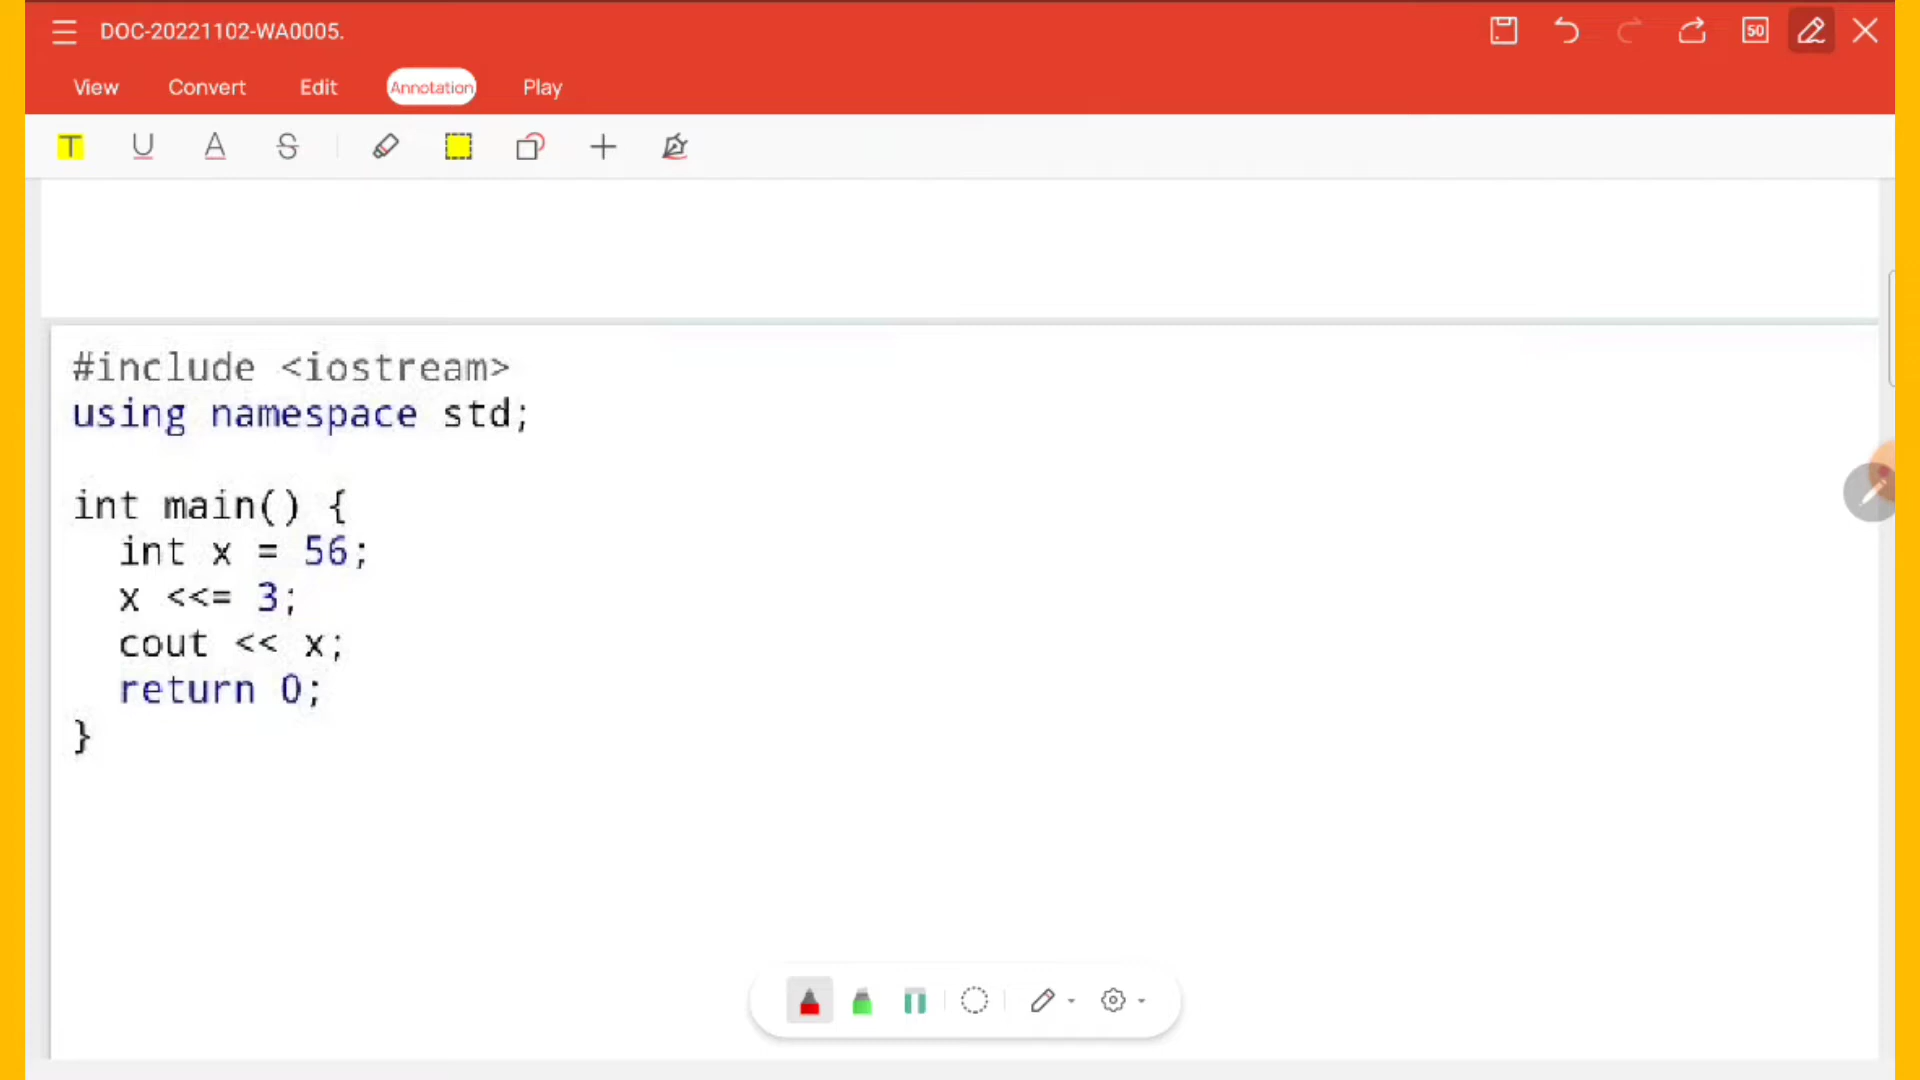 DOC-20221102-WA0005.
50
View Convert Edit Annotation Play
T U A S
#include <iostream>
using namespace std;
int main() {
int x = 56;
x <<= 3;
cout << x;
return 0;
}